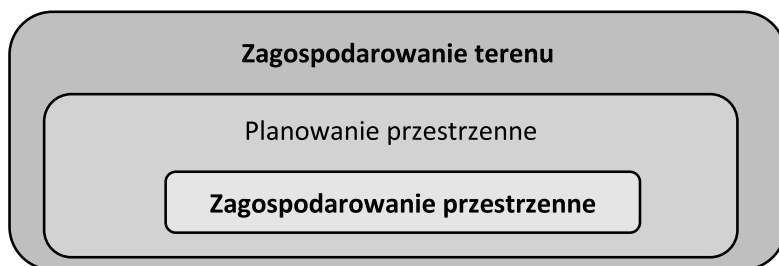 Zagospodarowanie terenu
Planowanie przestrzenne
Zagospodarowanie przestrzenne